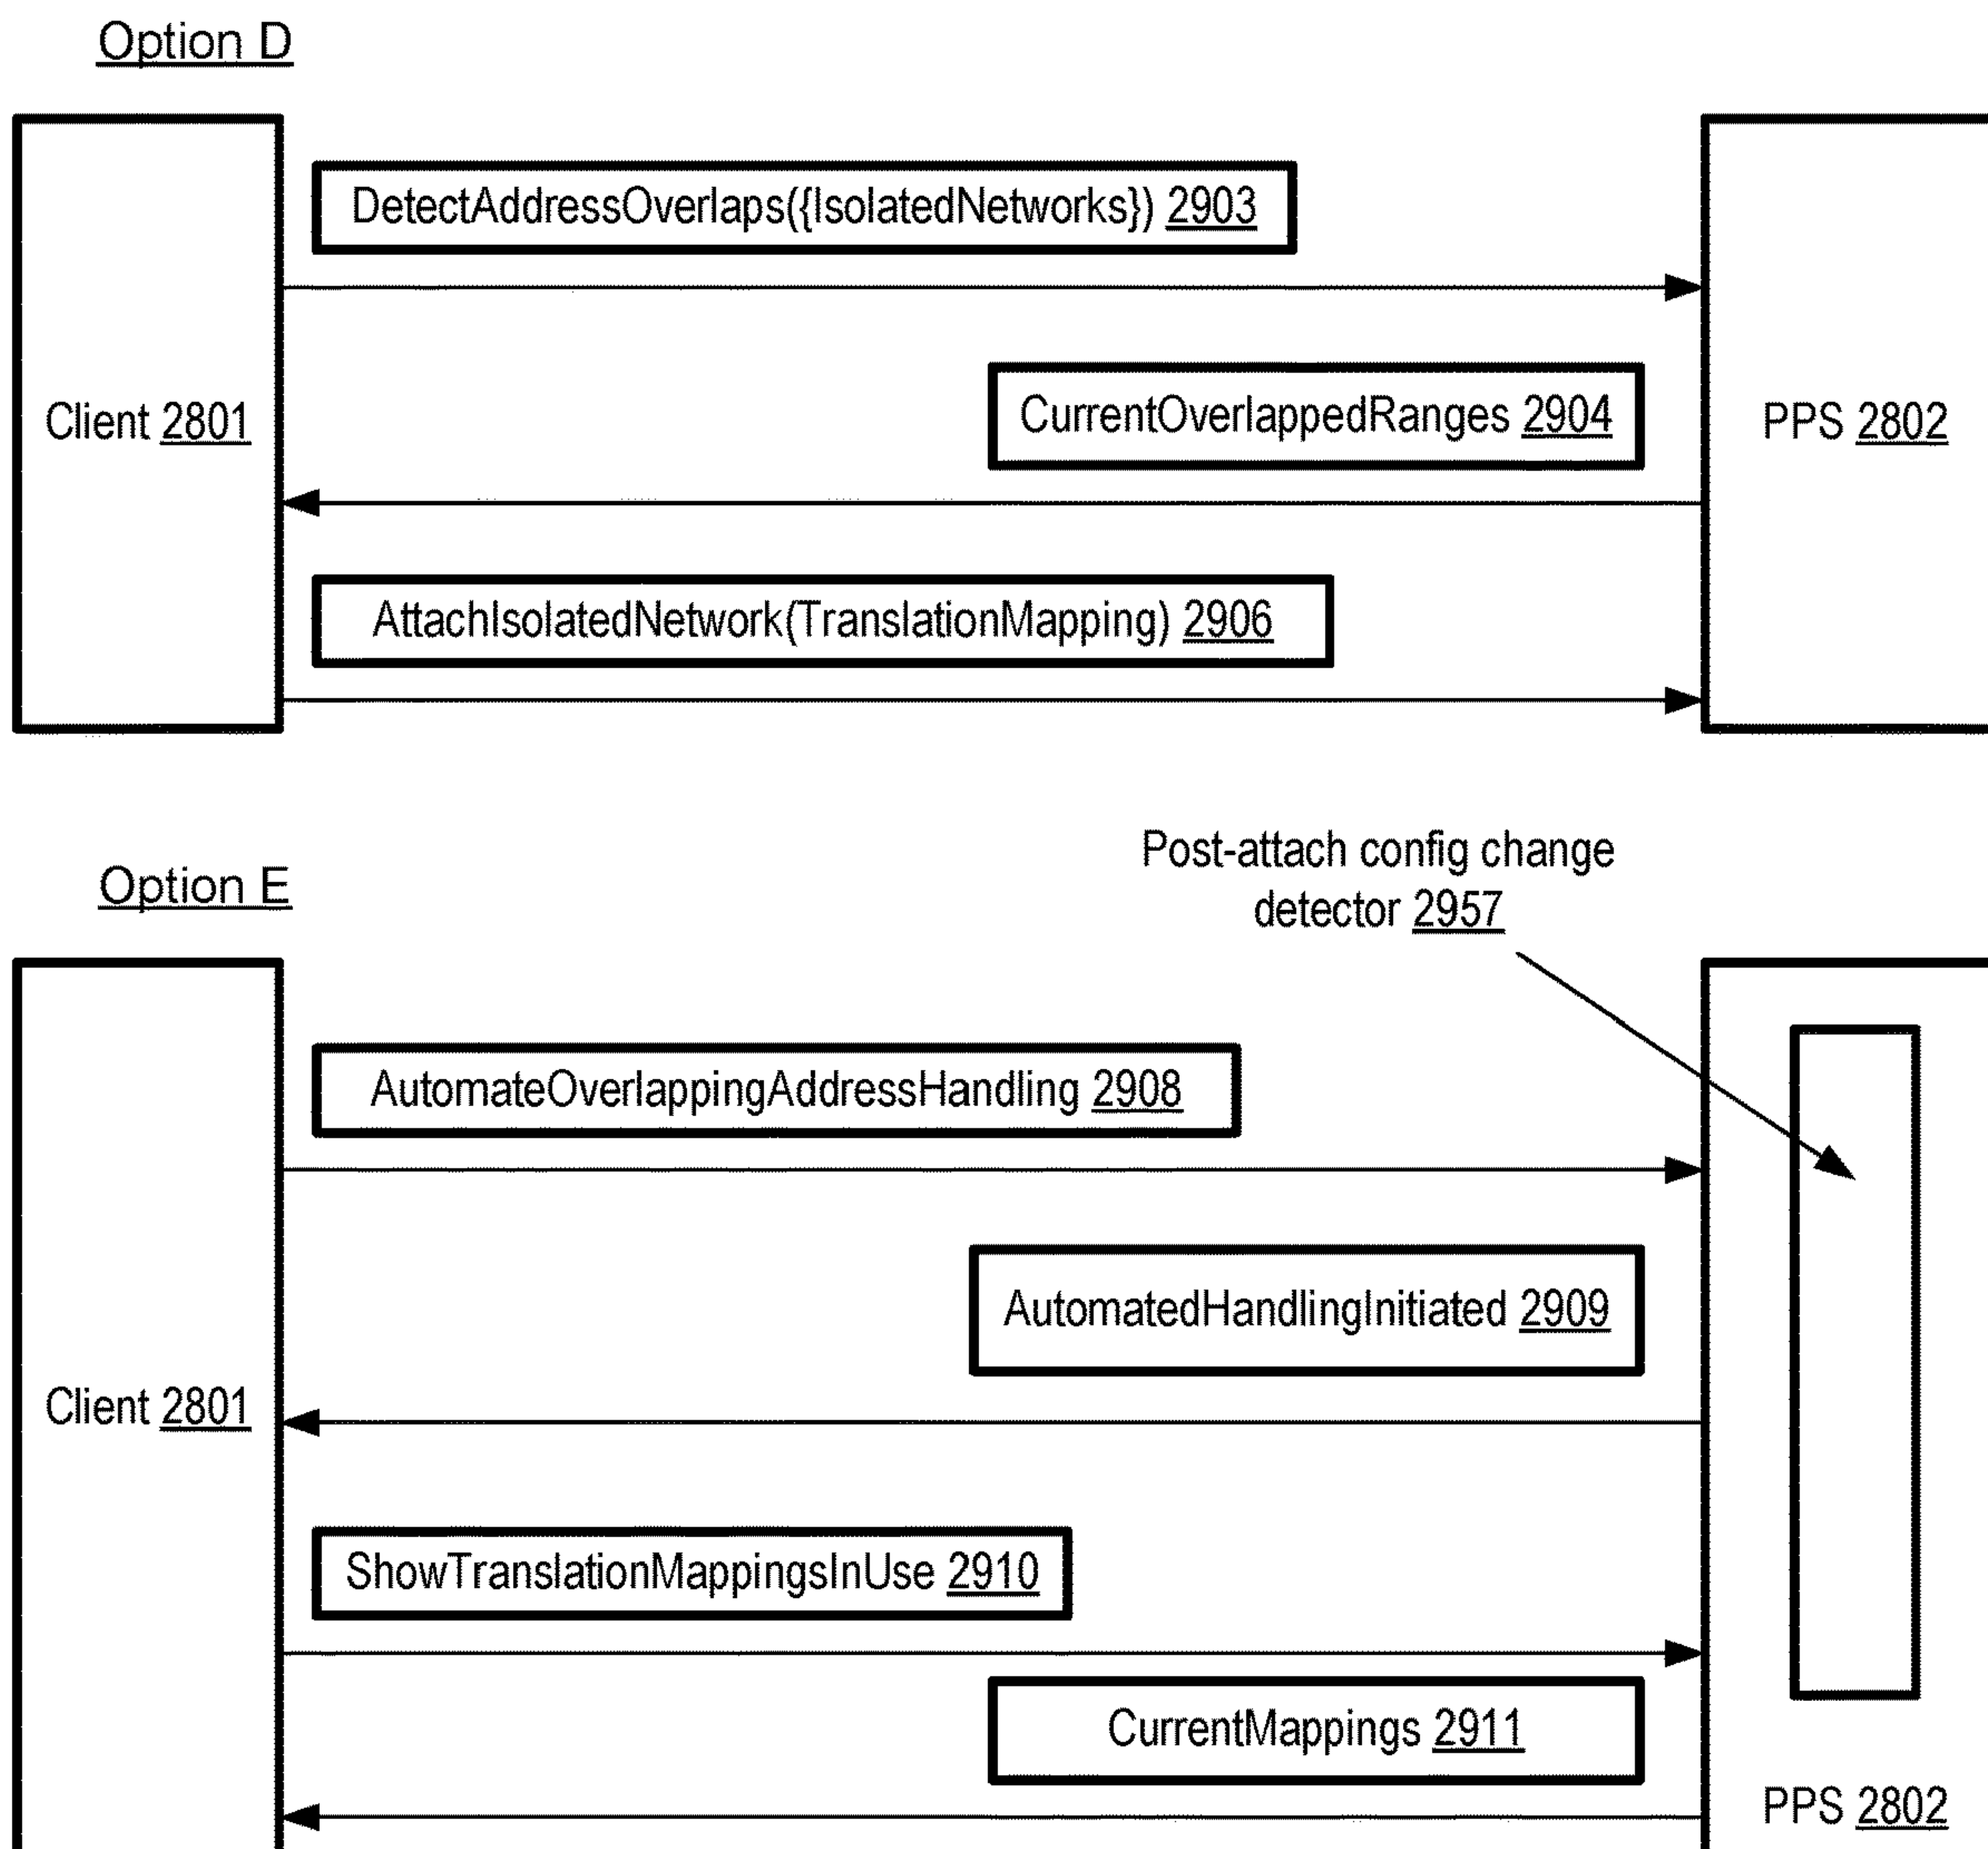 Option D
DetectAddressOverlaps({IsolatedNetworks}) 2903
Client 2801
CurrentOverlappedRanges 2904
PPS 2802
AttachIsolatedNetwork(TranslationMapping) 2906
Post-attach config change
detector 2957
Option E
AutomateOverlappingAddressHandling 2908
AutomatedHandlingInitiated 2909
Client 2801
ShowTranslationMappingsInUse 2910
CurrentMappings 2911
PPS 2802